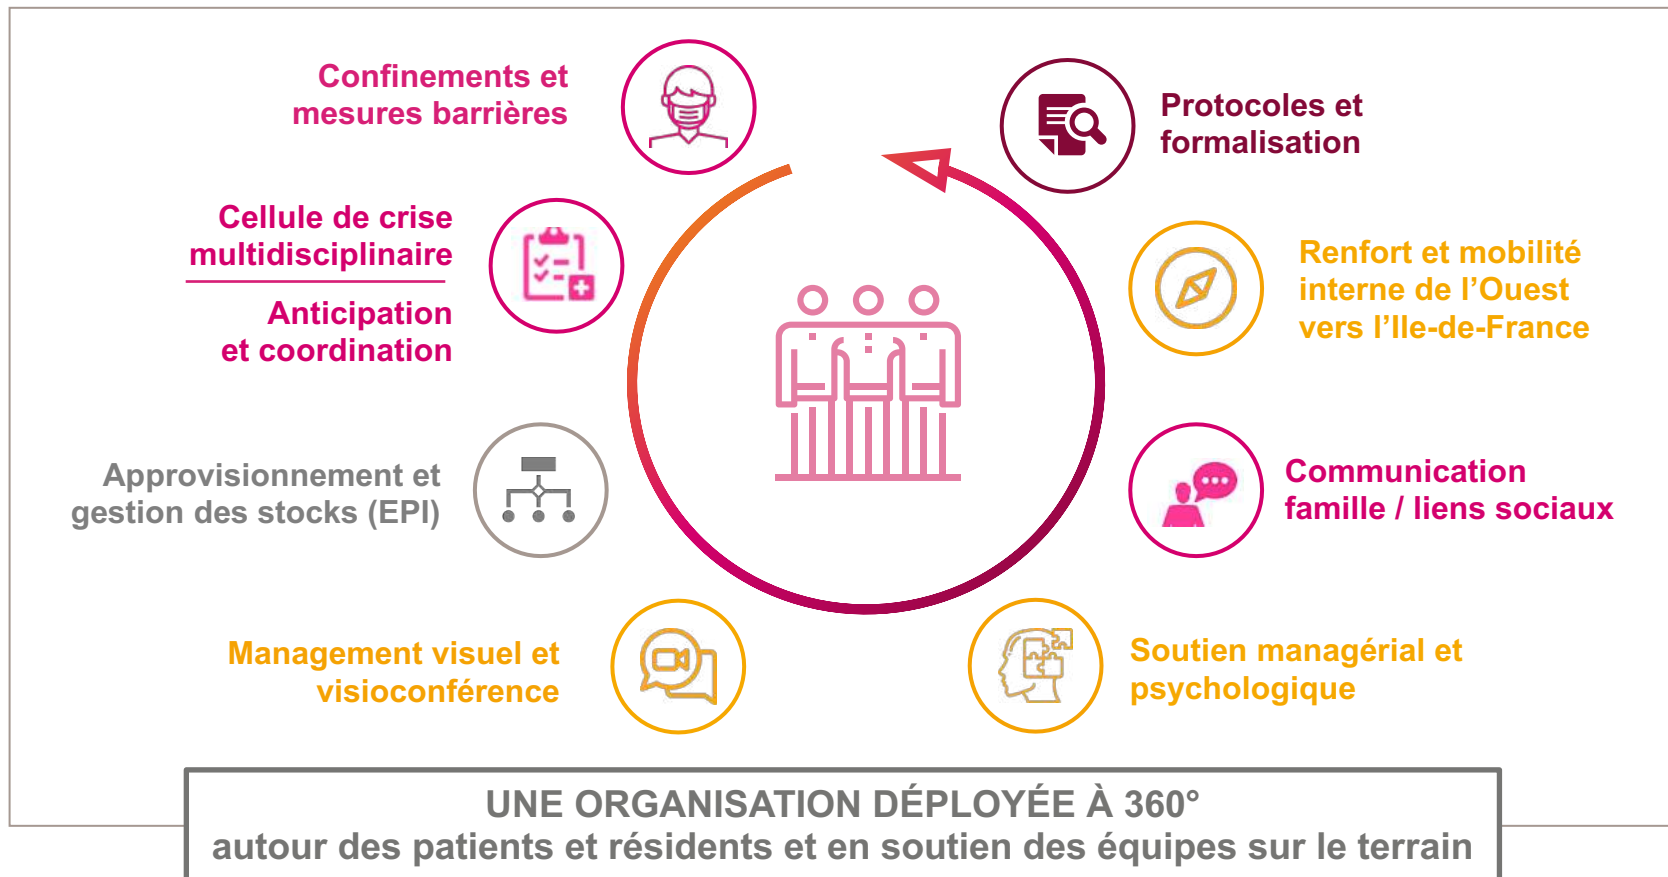 Confinements et
mesures barrières
Cellule de crise
multidisciplinaire
Anticipation
et coordination
Approvisionnement et
gestion des stocks (EPI)
Management visuel et
visioconférence
Protocoles et
formalisation
Renfort et mobilité
interne de l’Ouest
vers l’Ile-de-France
Communication
famille / liens sociaux
Soutien managérial et
psychologique
UNE ORGANISATION DÉPLOYÉE À 360°
autour des patients et résidents et en soutien des équipes sur le terrain